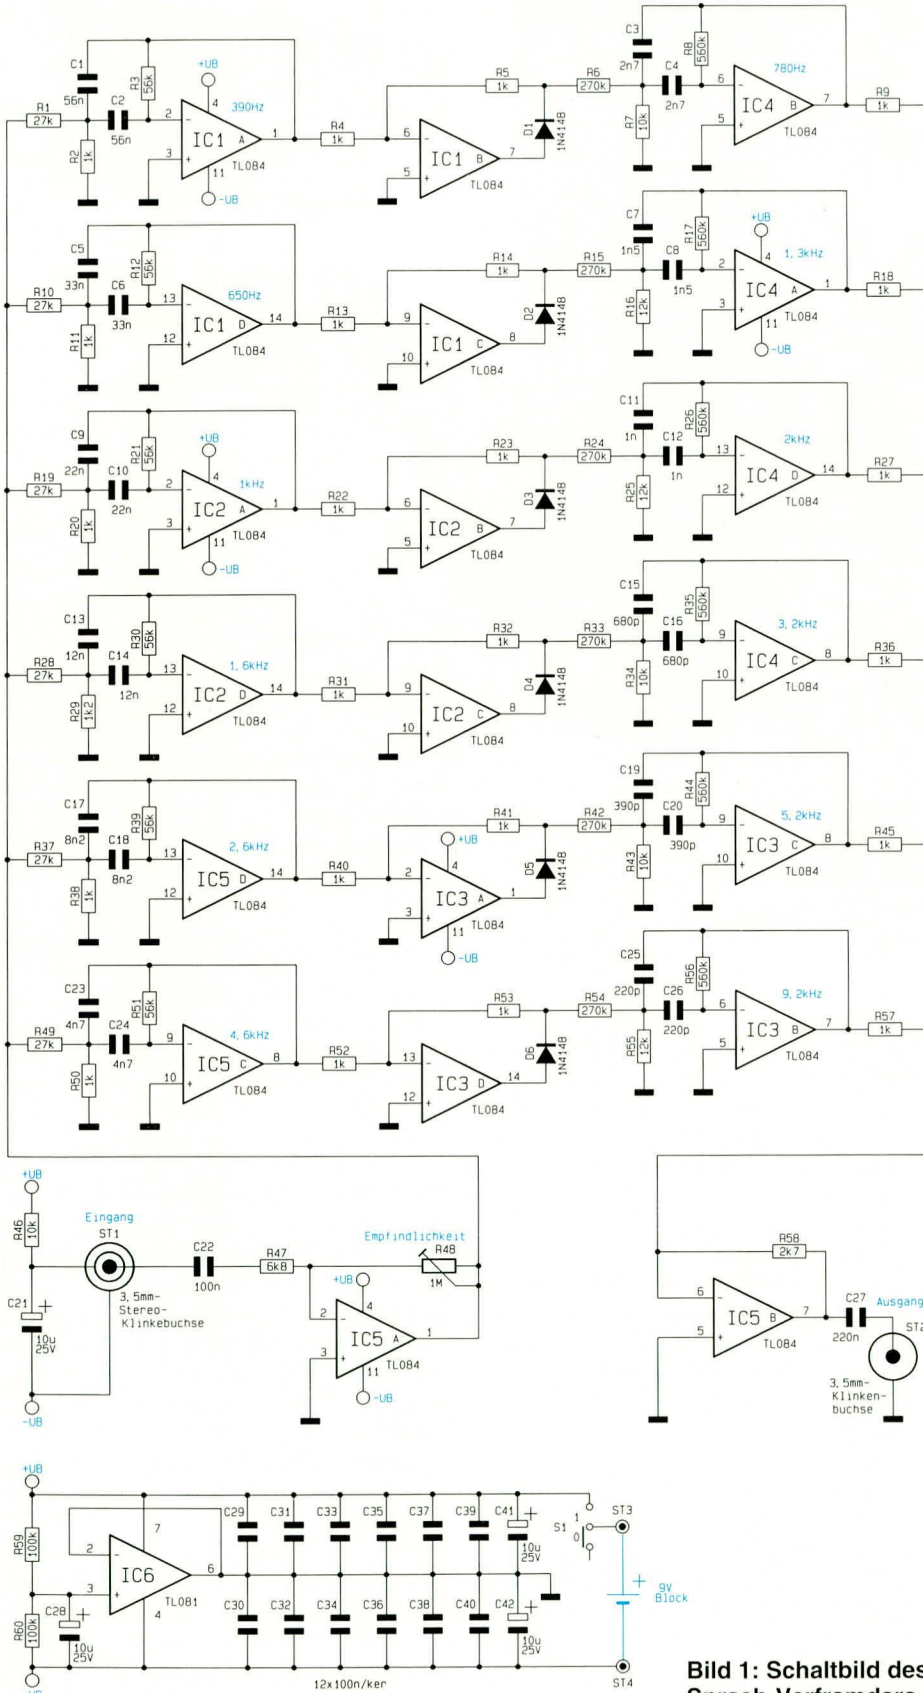 C1
56n
R3
56k
+UB
390Hz
C2
56n
R1
27k
R2
1k
2
3
4
11
IC1 A
1
TL084
-UB
R4
1k
R5
1k
6
5
IC1 B
7
TL084
D1
1N4148
R6
270k
C3
2n7
C4
2n7
R7
10k
R8
560k
780Hz
6
5
IC4 B
7
TL084
R9
1k
C5
33n
R12
56k
C6
33n
R10
27k
R11
1k
650Hz
13
12
IC1 D
14
TL084
R13
1k
R14
1k
9
10
IC1 C
8
TL084
D2
1N4148
R15
270k
C7
1n5
C8
1n5
R16
12k
R17
560k
+UB
1,3kHz
2
3
4
11
IC4 A
1
TL084
-UB
R18
1k
C9
22n
R21
56k
C10
22n
R19
27k
R20
1k
+UB
1kHz
2
3
4
11
IC2 A
1
TL084
-UB
R22
1k
R23
1k
6
5
IC2 B
7
TL084
D3
1N4148
R24
270k
C11
1n
C12
1n
R25
12k
R26
560k
2kHz
13
12
IC4 D
14
TL084
R27
1k
C13
12n
R30
56k
C14
12n
R28
27k
R29
1k2
1,6kHz
13
12
IC2 D
14
TL084
R31
1k
R32
1k
9
10
IC2 C
8
TL084
D4
1N4148
R33
270k
C15
680p
C16
680p
R34
10k
R35
560k
3,2kHz
9
10
IC4 C
8
TL084
R36
1k
C17
8n2
R39
56k
C18
8n2
R37
27k
R38
1k
2,6kHz
13
12
IC5 D
14
TL084
R40
1k
R41
1k
+UB
2
3
4
11
IC3 A
1
TL084
-UB
D5
1N4148
R42
270k
C19
390p
C20
390p
R43
10k
R44
560k
5,2kHz
9
10
IC3 C
8
TL084
R45
1k
C23
4n7
R51
56k
C24
4n7
R49
27k
R50
1k
4,6kHz
9
10
IC5 C
8
TL084
R52
1k
R53
1k
13
12
IC3 D
14
TL084
D6
1N4148
R54
270k
C25
220p
C26
220p
R55
12k
R56
560k
9,2kHz
6
5
IC3 B
7
TL084
R57
1k
+UB
R46
10k
Eingang
ST1
3,5mm-
Stereo-
Klinkebuchse
C21
+
10u
25V
-UB
C22
100n
R47
6k8
Empfindlichkeit
R48
1M
+UB
2
3
4
11
IC5 A
1
TL084
-UB
R58
2k7
6
5
IC5 B
7
TL084
C27
220n
Ausgang
ST2
3,5mm-
Klinken-
buchse
+UB
R59
100k
R60
100k
C28
+
10u
25V
2
3
7
4
IC6
6
TL081
C29 C31 C33 C35 C37 C39 C41
+
10u
25V
C30 C32 C34 C36 C38 C40 C42
+
10u
25V
12x100n/ker
S1
1
0
ST3
+
9V
Block
ST4
-UB
Bild 1: Schaltbild des
Sprach-Verfremders